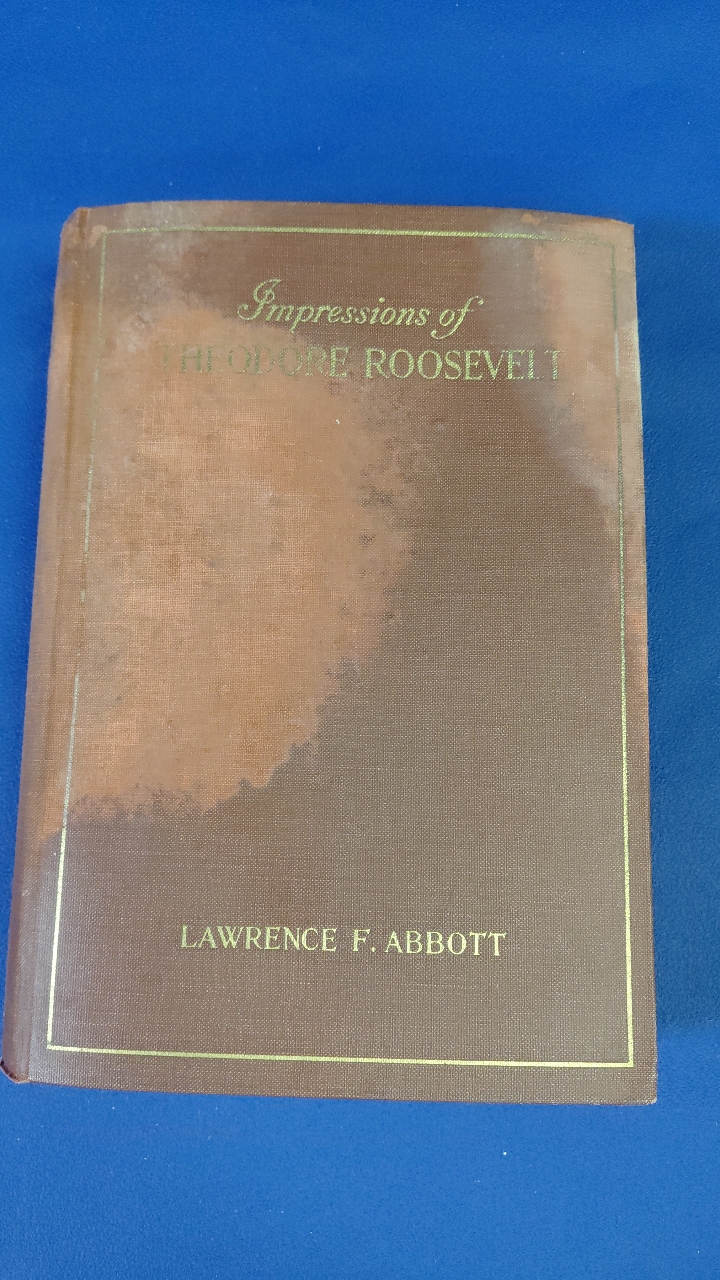 Impressions of
THEODORE ROOSEVELT
LAWRENCE F. ABBOTT